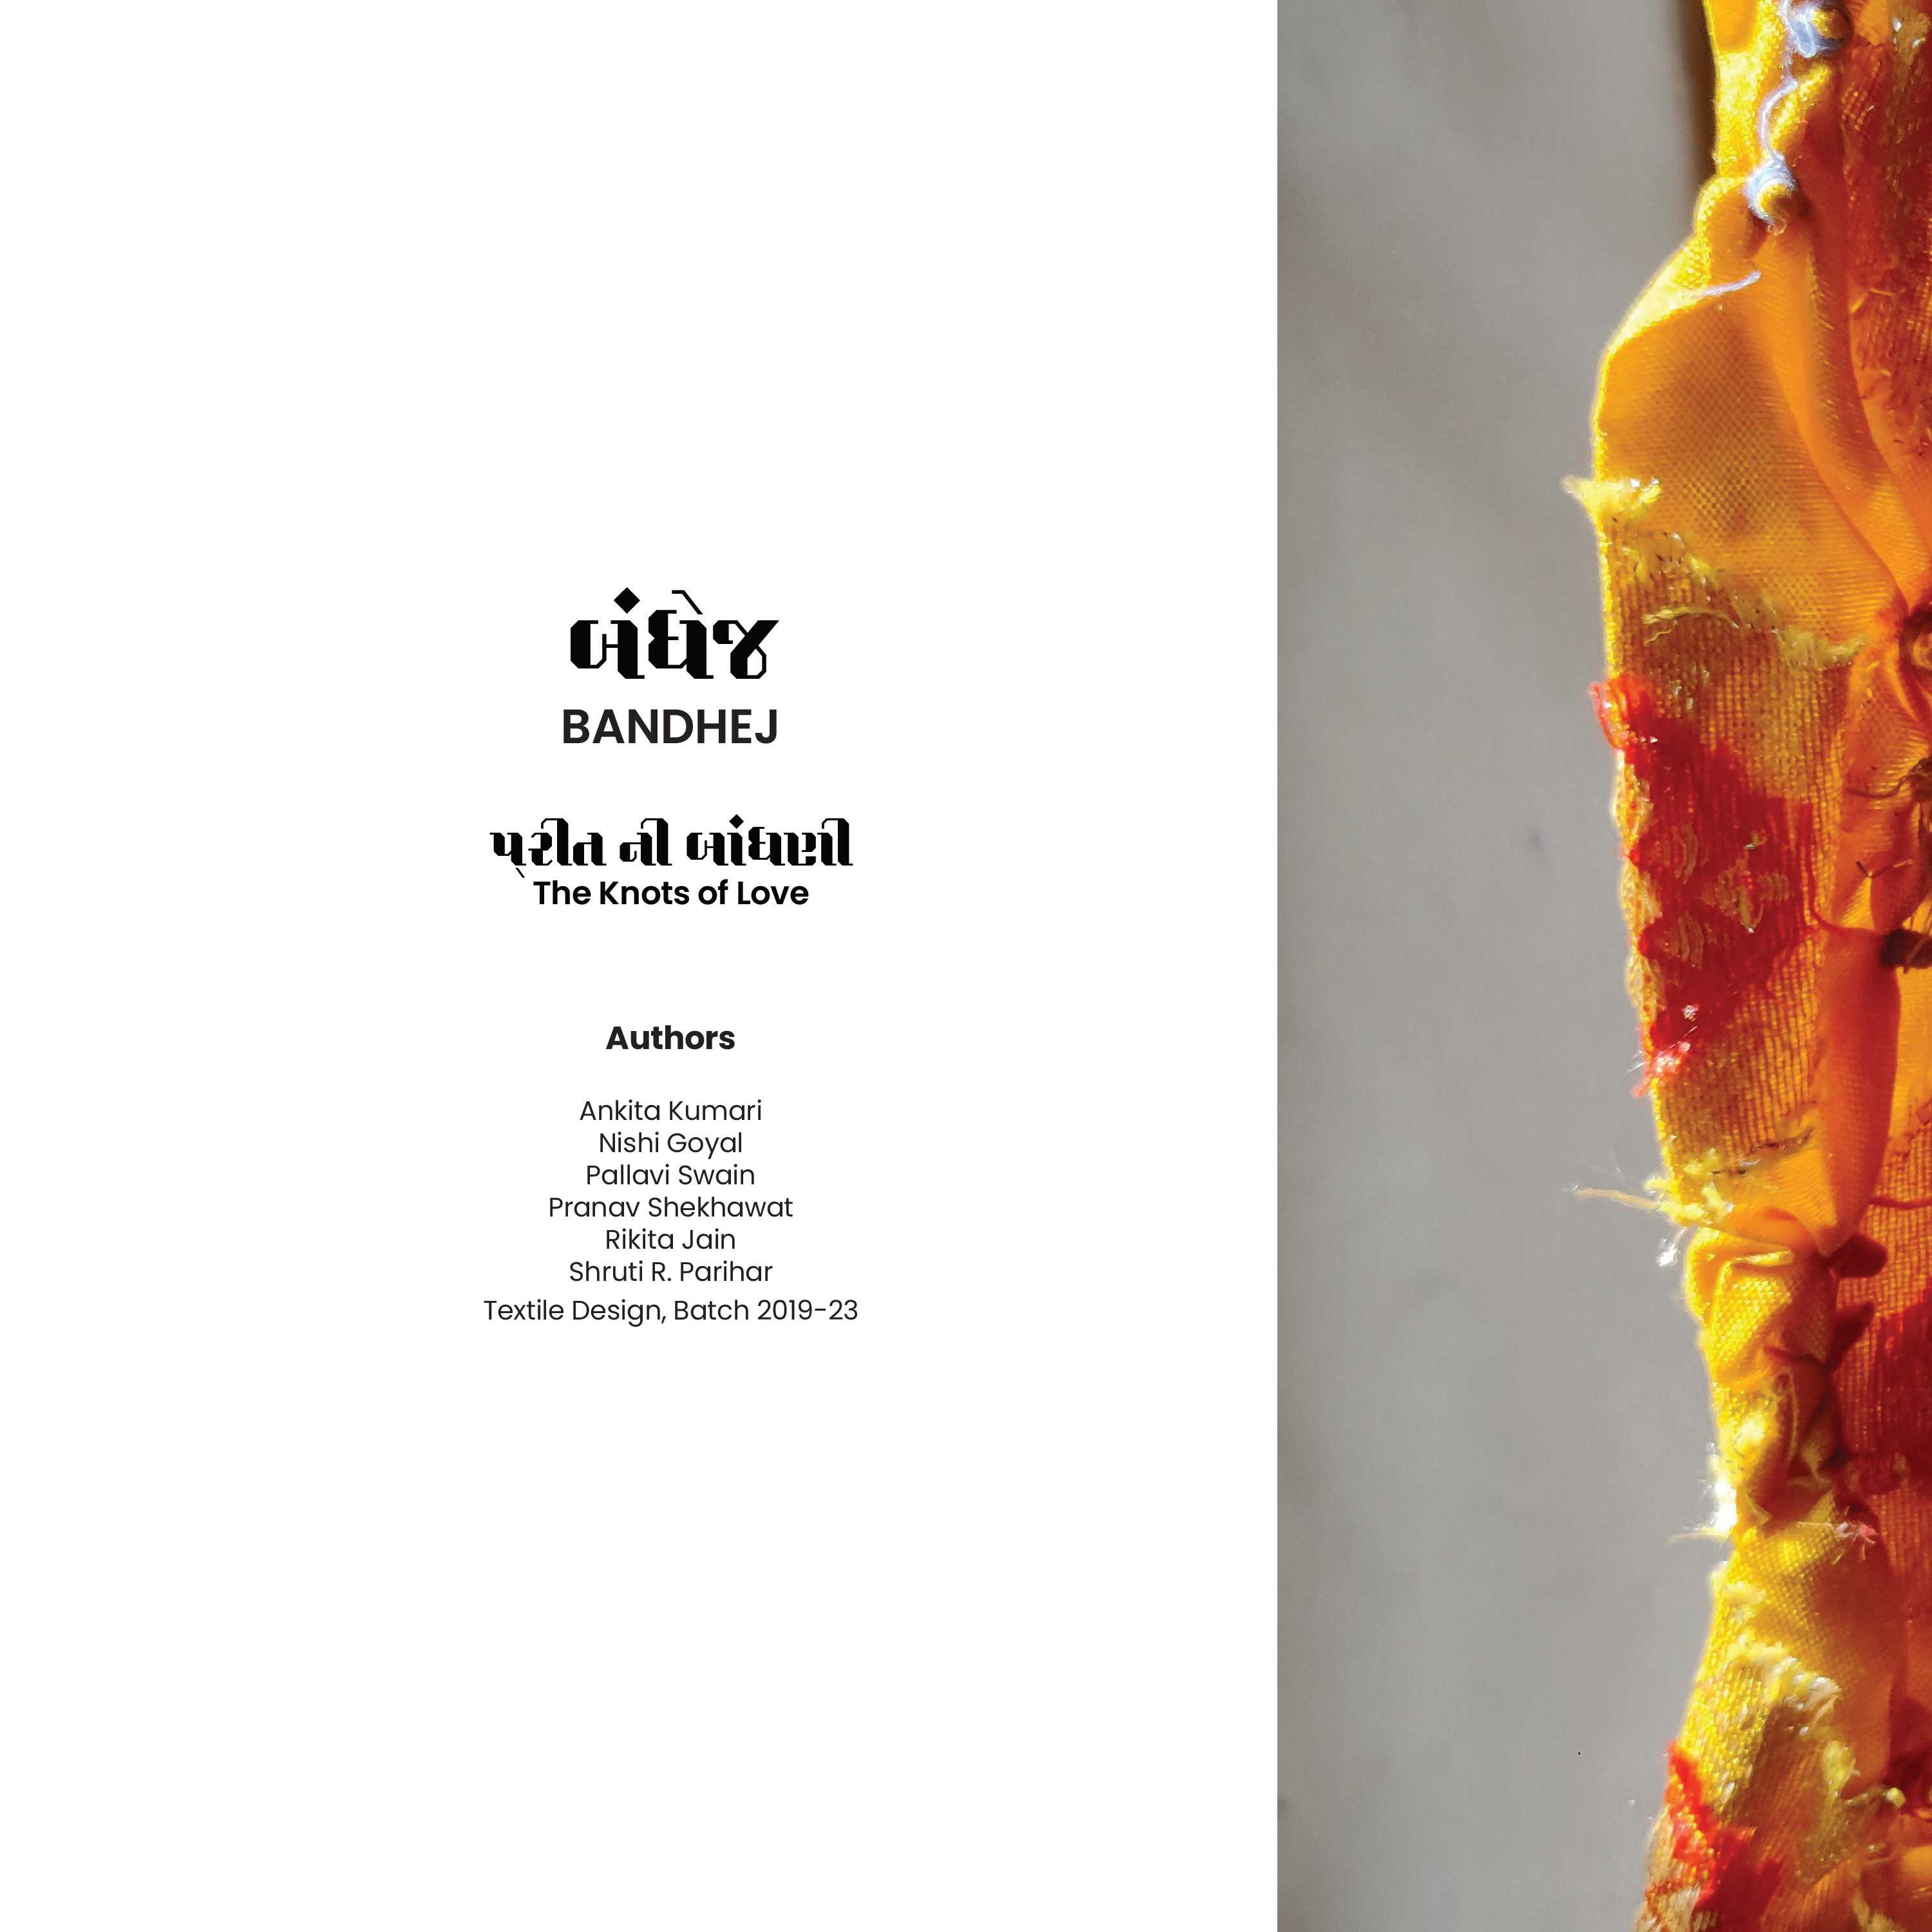 બંધેજ
BANDHEJ
પ્રીત ની બાંધણી
The Knots of Love
Authors
Ankita Kumari
Nishi Goyal
Pallavi Swain
Pranav Shekhawat
Rikita Jain
Shruti R. Parihar
Textile Design, Batch 2019-23